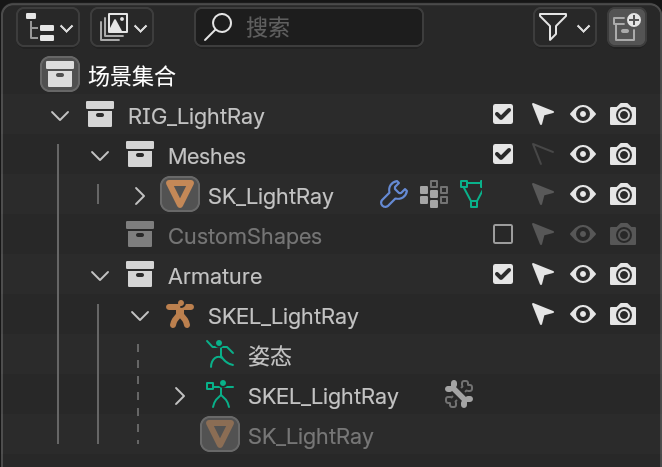 搜索
场景集合
RIG_LightRay
Meshes
SK_LightRay
CustomShapes
Armature
SKEL_LightRay
姿态
SKEL_LightRay
SK_LightRay